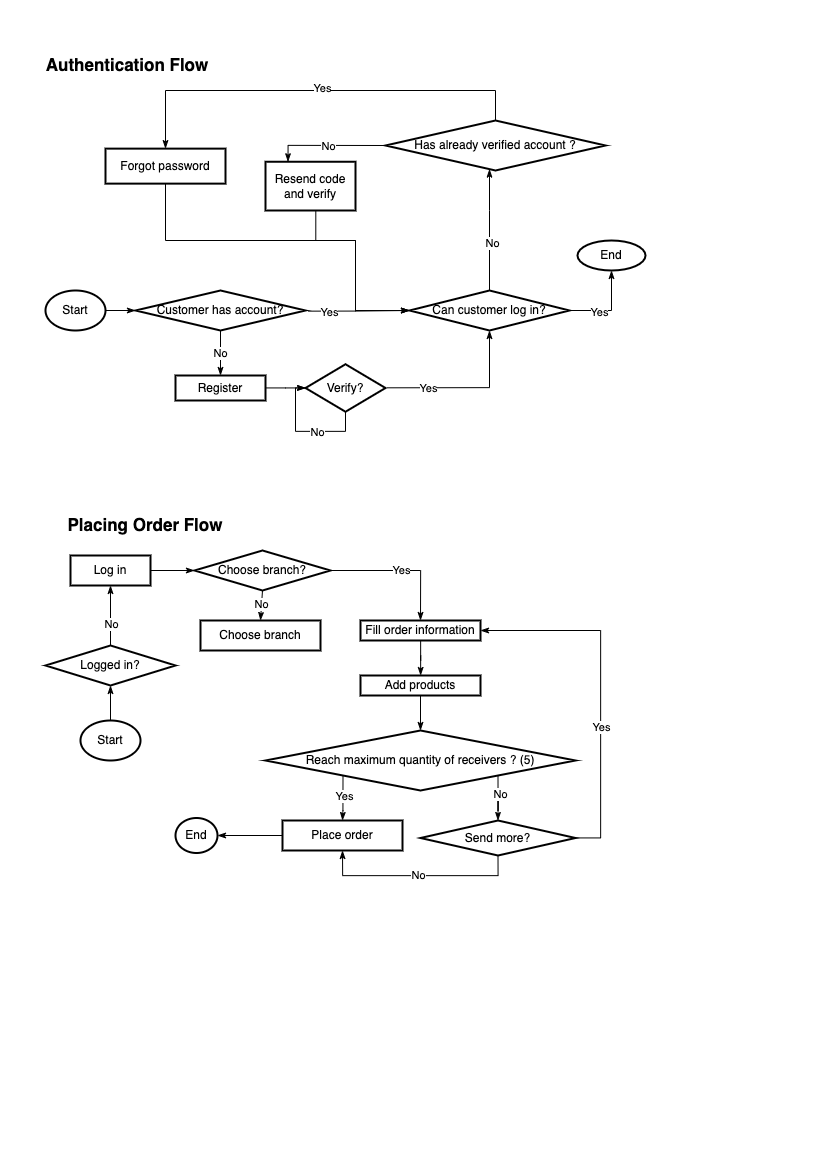 Authentication Flow
Yes
Has already verified account ?
No
Forgot password
Resend code
and verify
No
End
Start
Customer has account?
Yes
Can customer log in?
Yes
No
Register
Verify?
Yes
No
Placing Order Flow
Log in
Choose branch?
Yes
No
No
Fill order information
Choose branch
Logged in?
Add products
Yes
Start
Reach maximum quantity of receivers ? (5)
Yes
No
End
Place order
Send more?
No